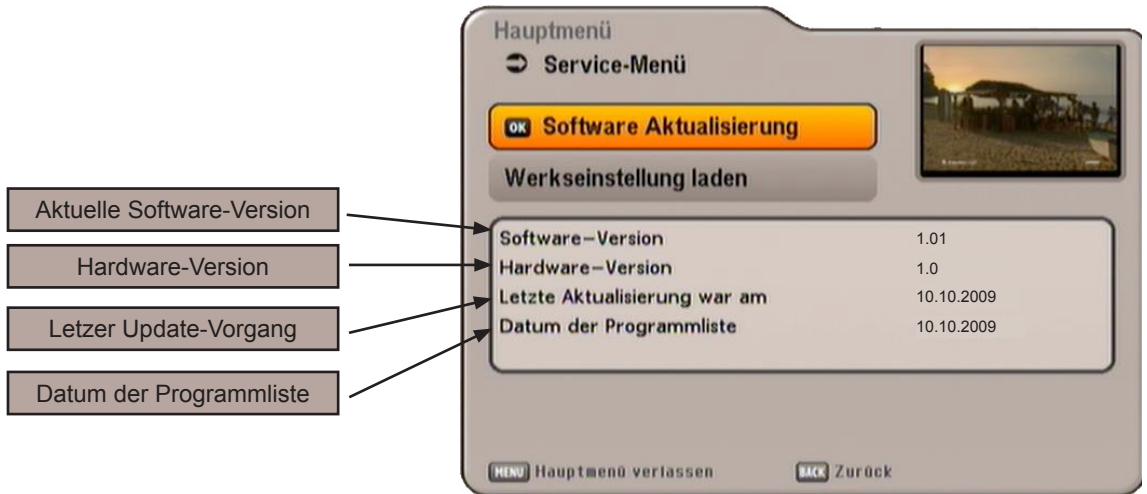 Hauptmenü
Service-Menü
OK Software Aktualisierung
Werkseinstellung laden
Aktuelle Software-Version
Hardware-Version
Letzer Update-Vorgang
Datum der Programmliste
Software-Version 1.01
Hardware-Version 1.0
Letzte Aktualisierung war am 10.10.2009
Datum der Programmliste 10.10.2009
MENU Hauptmenü verlassen BACK Zurück